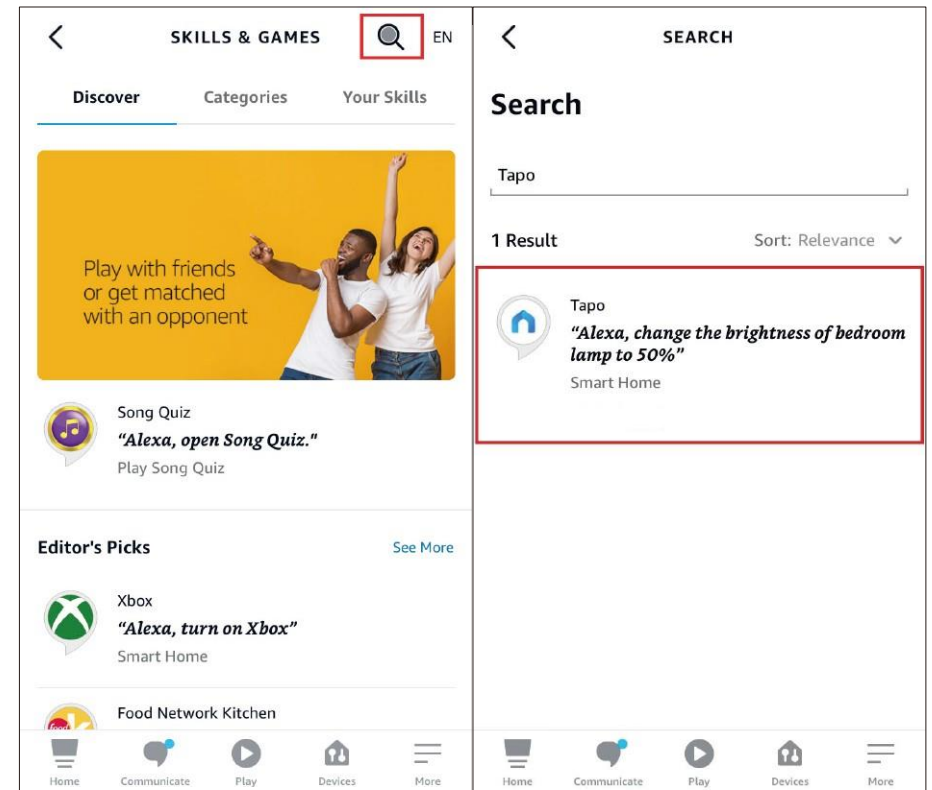 SKILLS & GAMES
EN
Discover
Categories
Your Skills
Play with friends
or get matched
with an opponent
Song Quiz
“Alexa, open Song Quiz."
Play Song Quiz
Editor's Picks
See More
Xbox
“Alexa, turn on Xbox”
Smart Home
food
Food Network Kitchen
Home
Communicate
Play
Devices
More
SEARCH
Search
Tapo
1 Result
Sort: Relevance
Tapo
“Alexa, change the brightness of bedroom
lamp to 50%”
Smart Home
Home
Communicate
Play
Devices
More